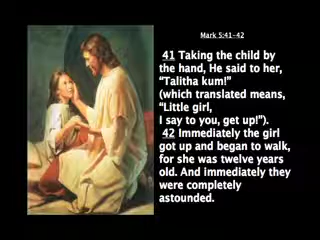 Mark 5:41-42
41 Taking the child by
the hand, He said to her,
“Talitha kum!”
(which translated means,
“Little girl,
I say to you, get up!”).
42 Immediately the girl
got up and began to walk,
for she was twelve years
old. And immediately they
were completely
astounded.